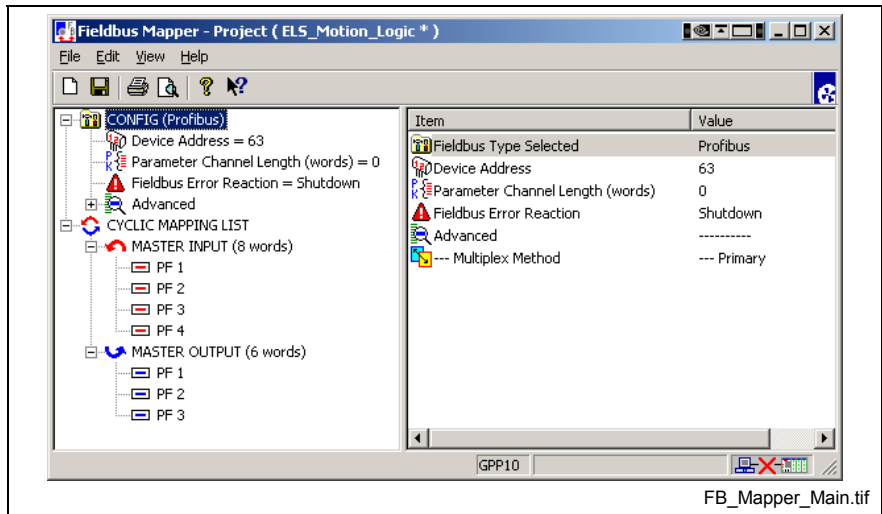 Fieldbus Mapper - Project ( ELS_Motion_Logic * )
File Edit View Help
CONFIG (Profibus)
Device Address = 63
Parameter Channel Length (words) = 0
Fieldbus Error Reaction = Shutdown
Advanced
CYCLIC MAPPING LIST
MASTER INPUT (8 words)
PF 1
PF 2
PF 3
PF 4
MASTER OUTPUT (6 words)
PF 1
PF 2
PF 3
Item Value
Fieldbus Type Selected Profibus
Device Address 63
Parameter Channel Length (words) 0
Fieldbus Error Reaction Shutdown
Advanced ----------
--- Multiplex Method --- Primary
GPP10
FB_Mapper_Main.tif